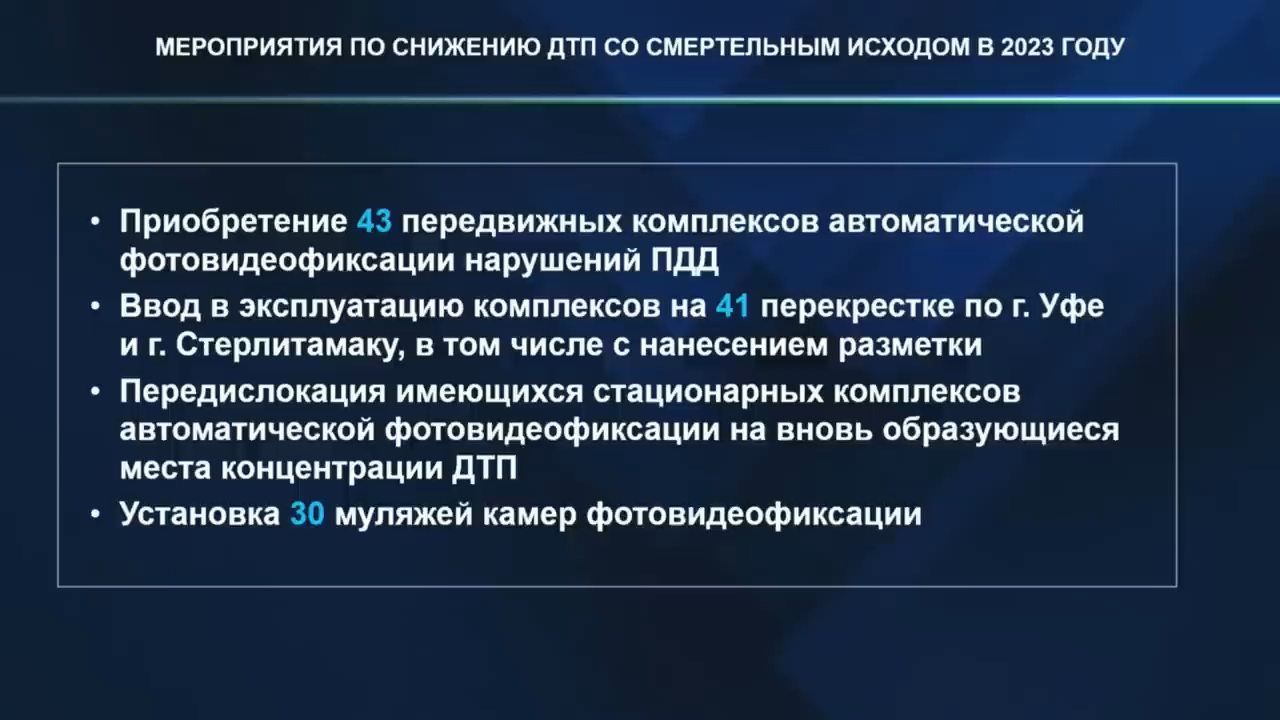 МЕРОПРИЯТИЯ ПО СНИЖЕНИЮ ДТП СО СМЕРТЕЛЬНЫМ ИСХОДОМ В 2023 ГОДУ
• Приобретение 43 передвижных комплексов автоматической
фотовидеофиксации нарушений ПДД
• Ввод в эксплуатацию комплексов на 41 перекрестке по г. Уфе
и г. Стерлитамаку, в том числе с нанесением разметки
• Передислокация имеющихся стационарных комплексов
автоматической фотовидеофиксации на вновь образующиеся
места концентрации ДТП
• Установка 30 муляжей камер фотовидеофиксации